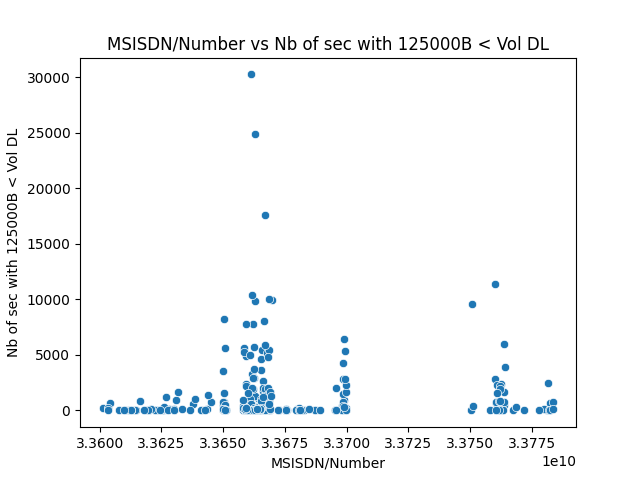 MSISDN/Number vs Nb of sec with 125000B < Vol DL
30000
25000
20000
15000
10000
5000
0
Nb of sec with 125000B < Vol DL
3.3600 3.3625 3.3650 3.3675 3.3700 3.3725 3.3750 3.3775
1e10
MSISDN/Number